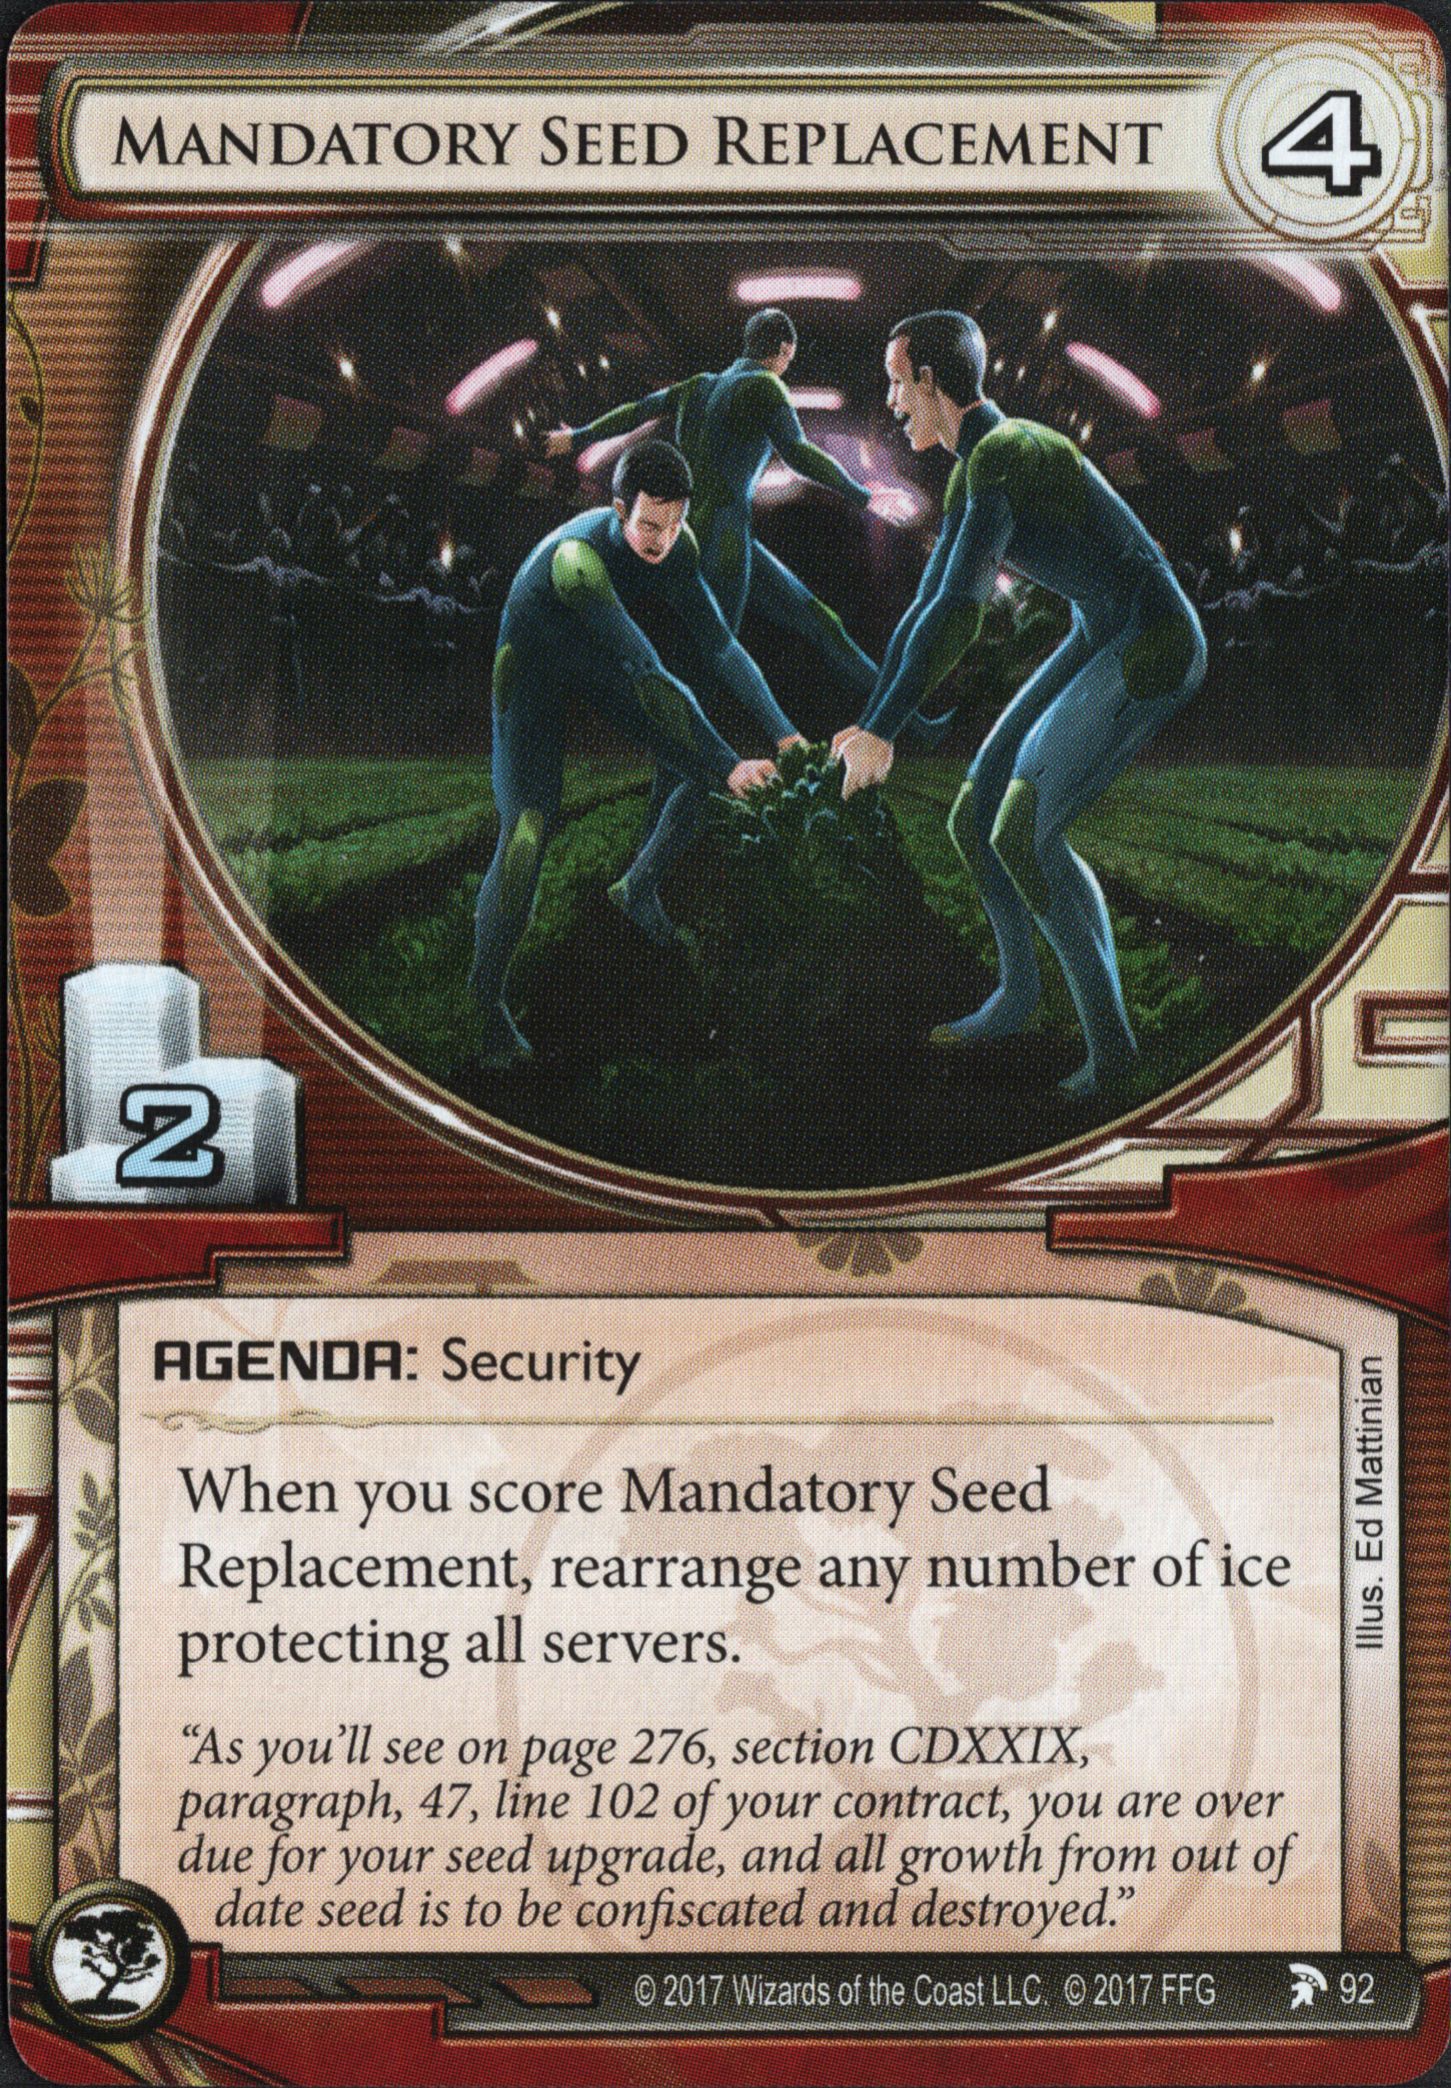 MANDATORY SEED REPLACEMENT
4
2
AGENDA: Security
When you score Mandatory Seed
Replacement, rearrange any number of ice
protecting all servers.
“As you’ll see on page 276, section CDXXIX,
paragraph, 47, line 102 of your contract, you are over
due for your seed upgrade, and all growth from out of
date seed is to be confiscated and destroyed.”
Illus. Ed Mattinian
© 2017 Wizards of the Coast LLC. © 2017 FFG
92